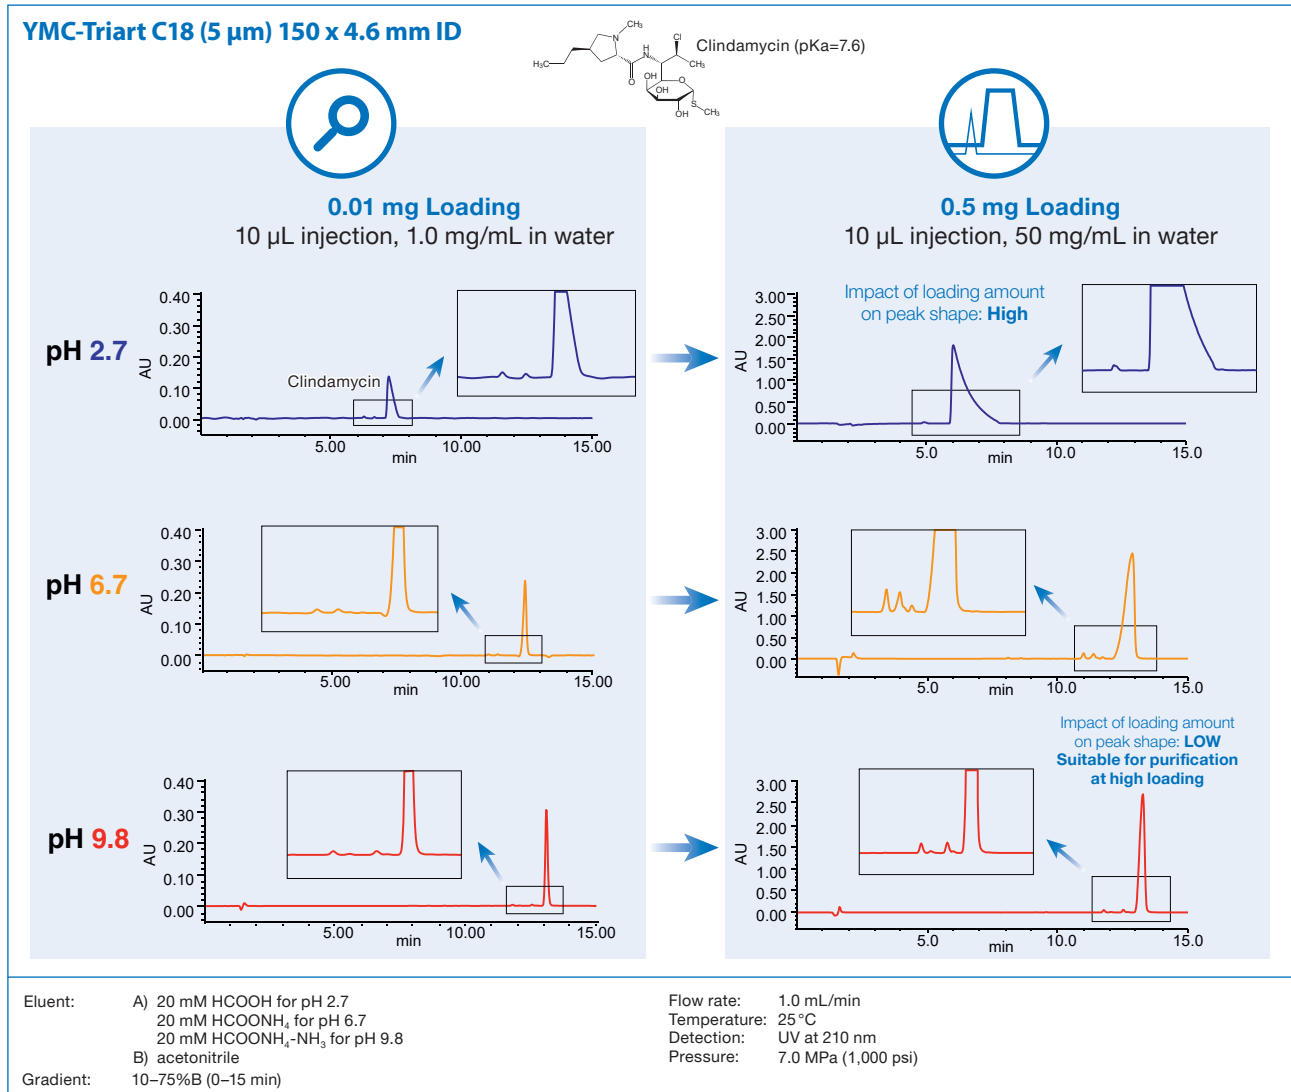 YMC-Triart C18 (5 µm) 150 x 4.6 mm ID
Clindamycin (pKa=7.6)
CH₃
N
H₃C
O
H
N
Cl
CH₃
OH
O
OH
S
CH₃
OH
0.01 mg Loading
10 µL injection, 1.0 mg/mL in water
0.5 mg Loading
10 µL injection, 50 mg/mL in water
pH 2.7
AU
0.40
0.30
0.20
0.10
0.00
Clindamycin
5.00
10.00
15.00
min
Impact of loading amount
on peak shape: High
AU
3.00
2.50
2.00
1.50
1.00
0.50
0.00
5.0
10.0
15.0
min
pH 6.7
AU
0.40
0.30
0.20
0.10
0.00
5.00
10.00
15.00
min
AU
3.00
2.50
2.00
1.50
1.00
0.50
0.00
5.0
10.0
15.0
min
Impact of loading amount
on peak shape: LOW
Suitable for purification
at high loading
pH 9.8
AU
0.40
0.30
0.20
0.10
0.00
5.00
10.00
15.00
min
AU
3.00
2.50
2.00
1.50
1.00
0.50
0.00
5.0
10.0
15.0
min
Eluent: A) 20 mM HCOOH for pH 2.7
20 mM HCOONH₄ for pH 6.7
20 mM HCOONH₄-NH₃ for pH 9.8
B) acetonitrile
Gradient: 10–75%B (0–15 min)
Flow rate: 1.0 mL/min
Temperature: 25 °C
Detection: UV at 210 nm
Pressure: 7.0 MPa (1,000 psi)